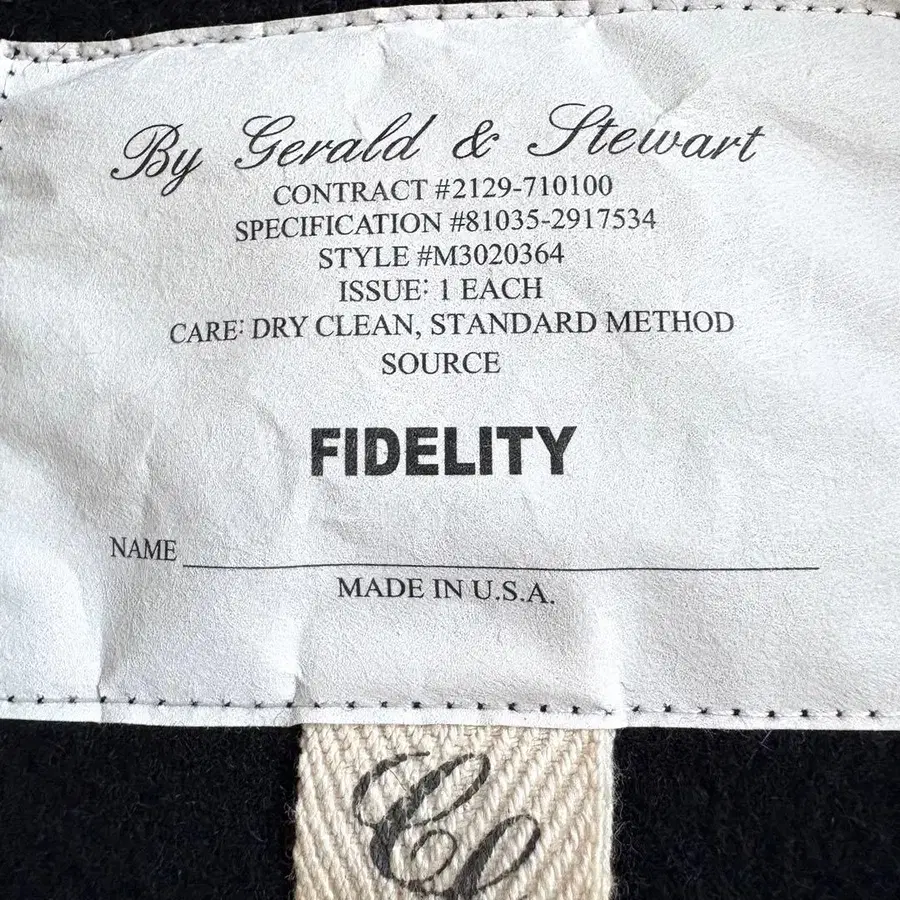 By Gerald & Stewart
CONTRACT #2129-710100
SPECIFICATION #81035-2917534
STYLE #M3020364
ISSUE: 1 EACH
CARE: DRY CLEAN, STANDARD METHOD
SOURCE
FIDELITY
NAME
MADE IN U.S.A.